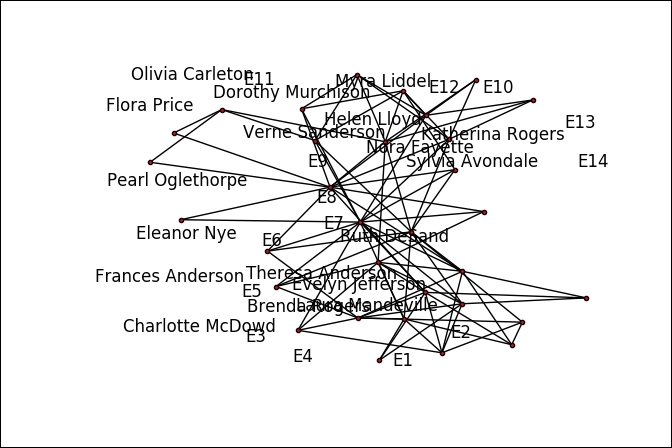 Olivia Carleton
E11
Myra Liddel
E12
E10
Dorothy Murchison
Flora Price
Helen Lloyd
E13
Verne Sanderson
Katherina Rogers
Nora Fayette
E9
Sylvia Avondale
E14
Pearl Oglethorpe
E8
E7
Eleanor Nye
E6
Ruth DeSand
Frances Anderson
Theresa Anderson
E5
Evelyn Jefferson
Brenda Rogers
Laura Mandeville
Charlotte McDowd
E3
E2
E4
E1